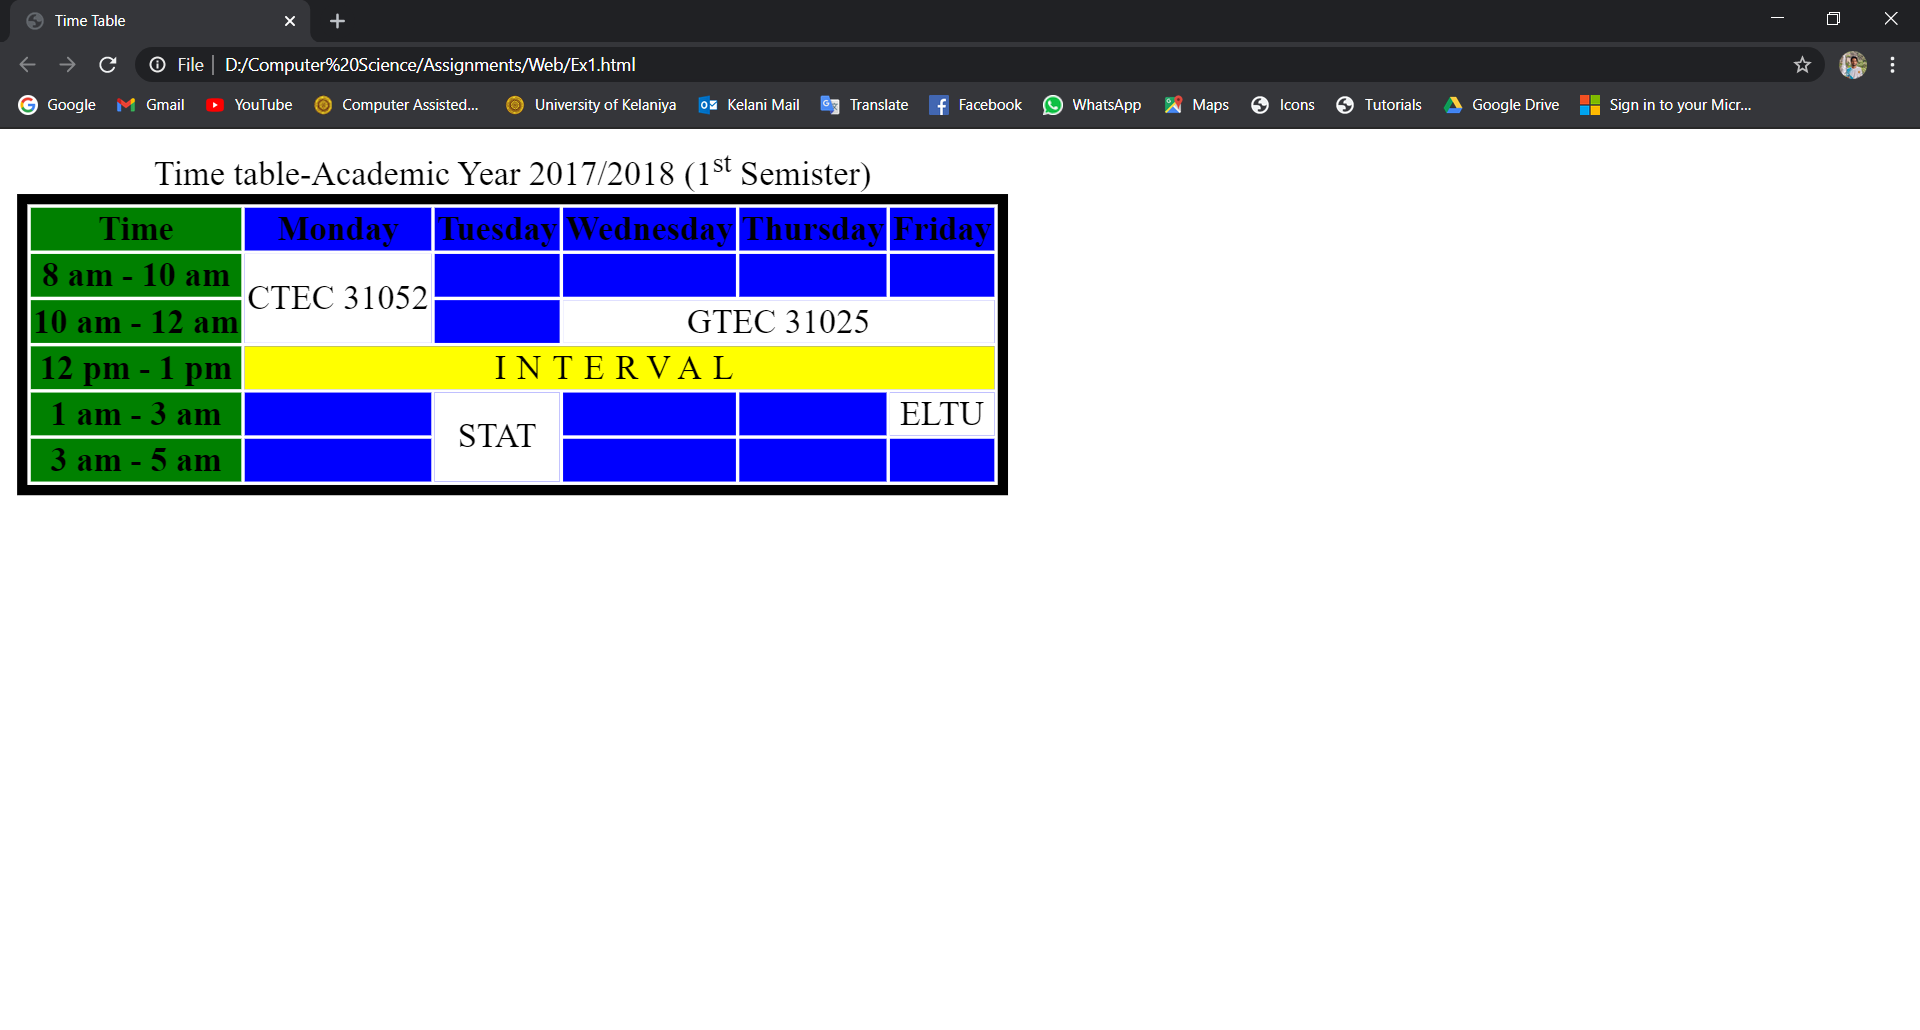 Time Table
File D:/Computer%20Science/Assignments/Web/Ex1.html
Google Gmail YouTube Computer Assisted... University of Kelaniya Kelani Mail Translate Facebook WhatsApp Maps Icons Tutorials Google Drive Sign in to your Micr...
Time table-Academic Year 2017/2018 (1st Semister)
Time Monday Tuesday Wednesday Thursday Friday
8 am - 10 am
CTEC 31052
10 am - 12 am GTEC 31025
12 pm - 1 pm I N T E R V A L
1 am - 3 am ELTU
STAT
3 am - 5 am